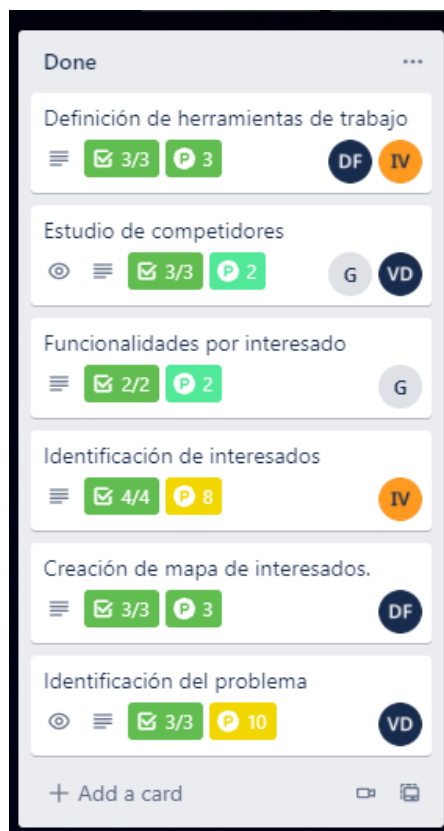 Done
Definición de herramientas de trabajo
3/3 P 3 DF IV
Estudio de competidores
3/3 P 2 G VD
Funcionalidades por interesado
2/2 P 2 G
Identificación de interesados
4/4 P 8 IV
Creación de mapa de interesados.
3/3 P 3 DF
Identificación del problema
3/3 P 10 VD
+ Add a card